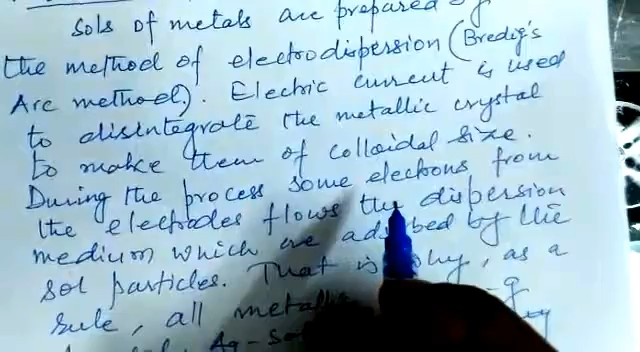 Sols of metals are prepared by
the method of electrodispersion (Bredig's
Arc method). Electric current is used
to disintegrate the metallic crystal
to make them of colloidal size.
During the process some electrons from
the electrodes flows the dispersion
medium which are adsorbed by the
sol particles. That is why, as a
rule, all metallic
Ag - So